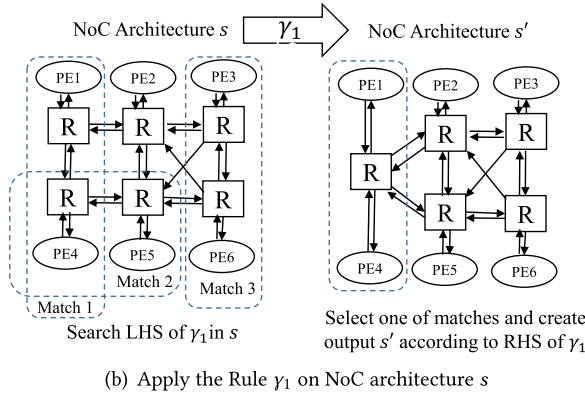 NoC Architecture s
γ₁
NoC Architecture s′
PE1
PE2
PE3
R
R
R
R
R
R
PE4
PE5
PE6
Match 1
Match 2
Match 3
Search LHS of γ₁ in s
PE1
PE2
PE3
R
R
R
R
R
PE4
PE5
PE6
Select one of matches and create
output s′ according to RHS of γ₁
(b) Apply the Rule γ₁ on NoC architecture s